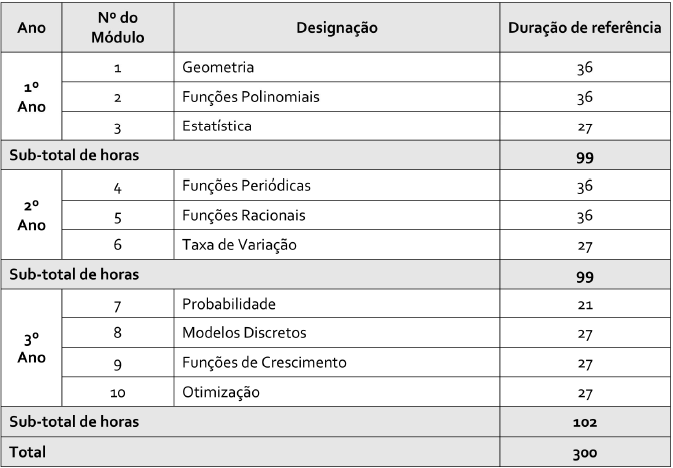 Ano Nº do Módulo Designação Duração de referência
1º Ano
1 Geometria 36
2 Funções Polinomiais 36
3 Estatística 27
Sub-total de horas 99
2º Ano
4 Funções Periódicas 36
5 Funções Racionais 36
6 Taxa de Variação 27
Sub-total de horas 99
3º Ano
7 Probabilidade 21
8 Modelos Discretos 27
9 Funções de Crescimento 27
10 Otimização 27
Sub-total de horas 102
Total 300